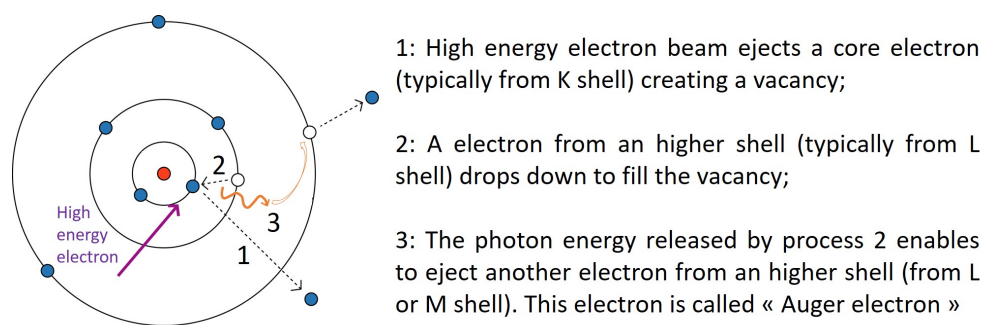 High
energy
electron
1
2
3
1: High energy electron beam ejects a core electron
(typically from K shell) creating a vacancy;
2: A electron from an higher shell (typically from L
shell) drops down to fill the vacancy;
3: The photon energy released by process 2 enables
to eject another electron from an higher shell (from L
or M shell). This electron is called « Auger electron »